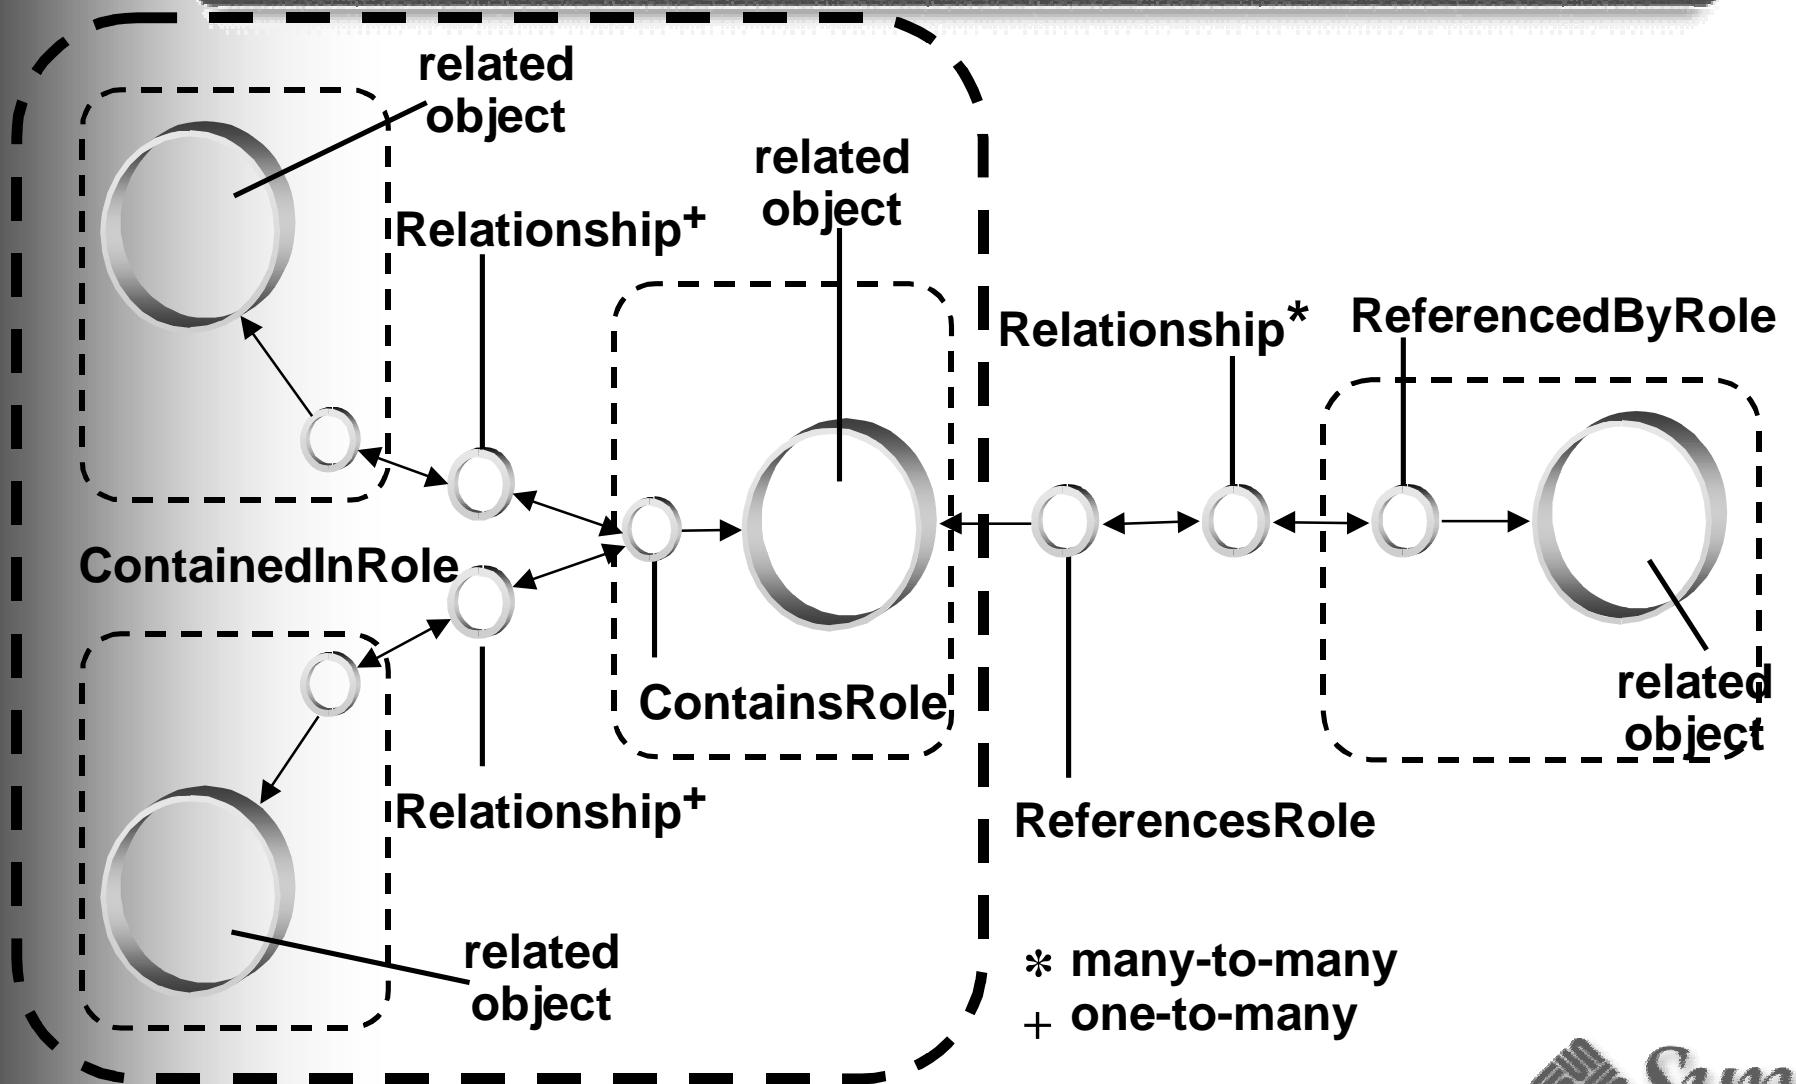 related
object
related
object
Relationship+
Relationship*
ReferencedByRole
ContainedInRole
ContainsRole
related
object
Relationship+
ReferencesRole
related
object
* many-to-many
+ one-to-many